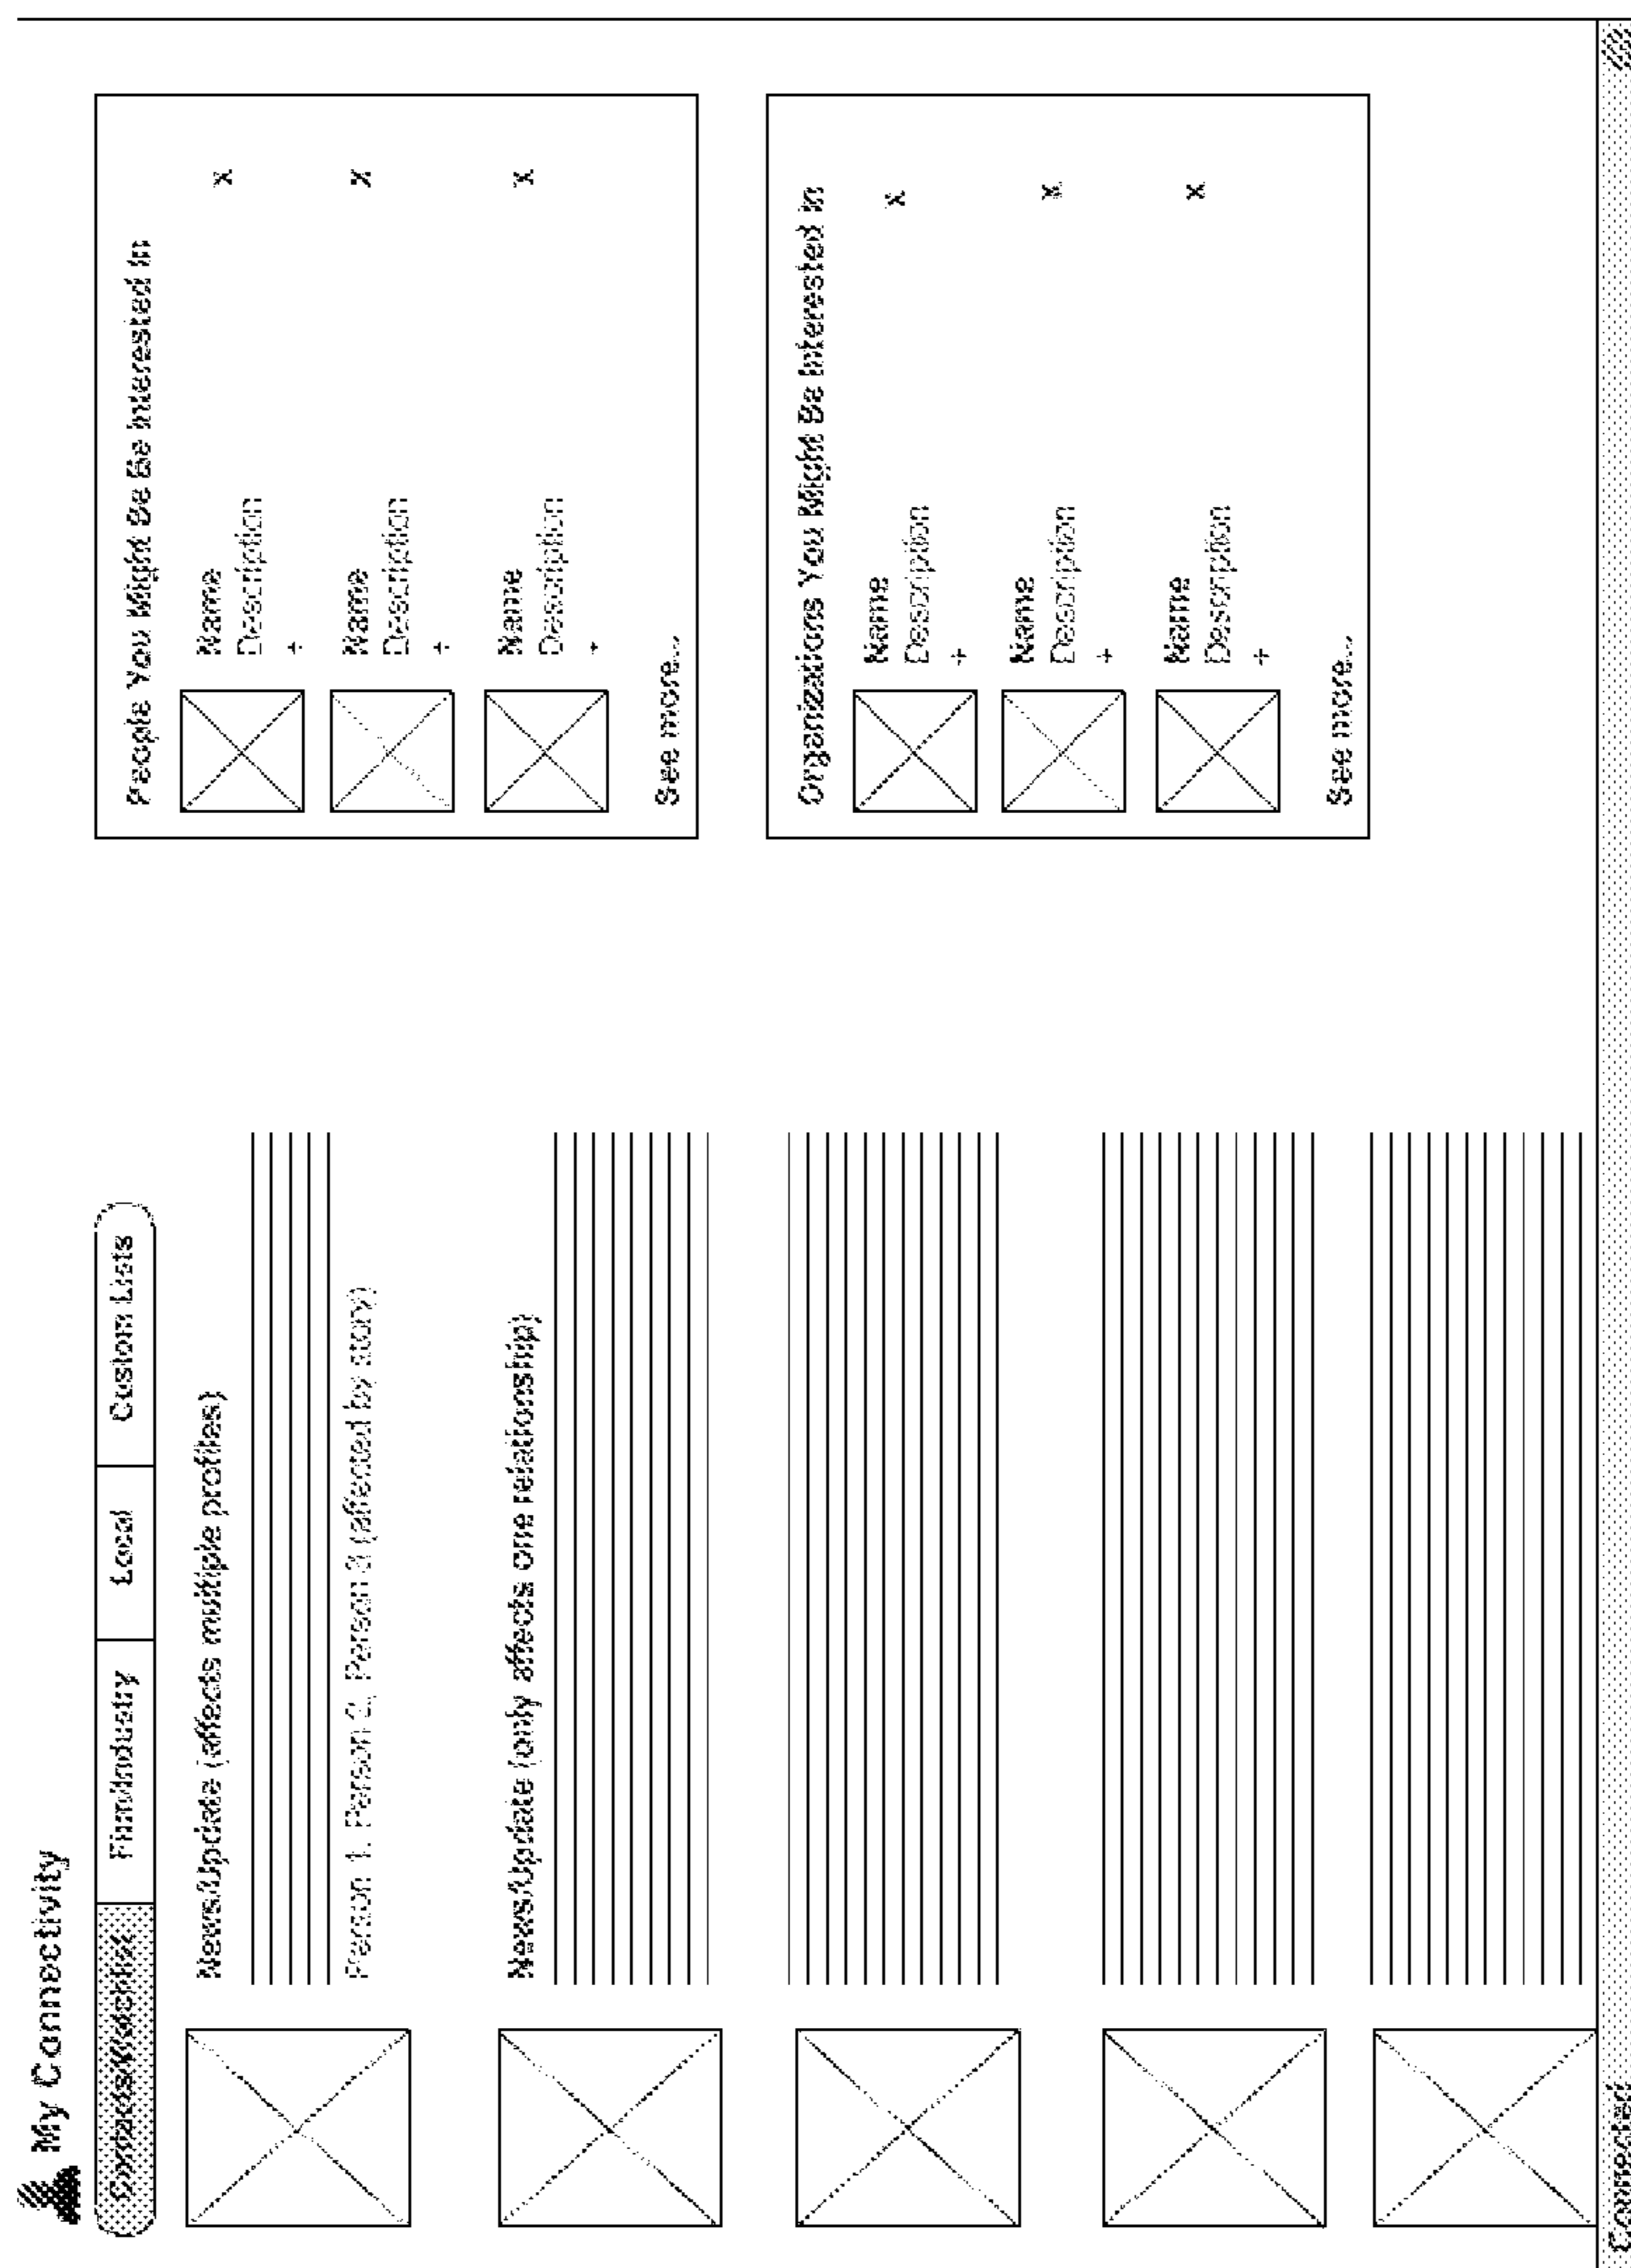 My Connectivity
Contacts/Watchlist Firm/Industry Local Custom Lists
News/Update (affects multiple profiles)
Person 1, Person 2, Person 3 (affected by story)
News/Update (only affects one relationship)
People You Might Be Be Interested In
Name x
Description
+
Name x
Description
+
Name x
Description
+
See more...
Organizations You Might Be Interested In
Name x
Description
+
Name x
Description
+
Name x
Description
+
See more...
Connected